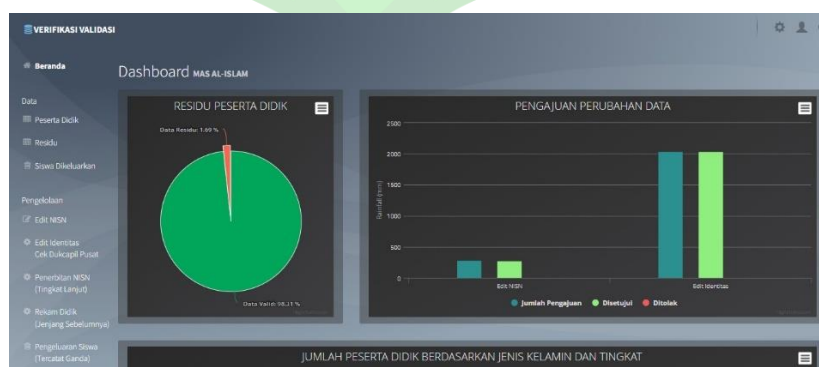 VERIFIKASI VALIDASI
Beranda
Data
Peserta Didik
Residu
Siswa Dikeluarkan
Pengelolaan
Edit NISN
Edit Identitas
Cek Dukcapil Pusat
Penerbitan NISN
(Tingkat Lanjut)
Rekam Didik
(Jenjang Sebelumnya)
Pengeluaran Siswa
(Tercatat Ganda)
Dashboard MAS AL-ISLAM
RESIDU PESERTA DIDIK
Data Residu: 1.69 %
Data Valid: 98.31 %
PENGAJUAN PERUBAHAN DATA
2500
2000
1500
1000
500
0
Rainfall (mm)
Edit NISN
Edit Identitas
Jumlah Pengajuan
Disetujui
Ditolak
JUMLAH PESERTA DIDIK BERDASARKAN JENIS KELAMIN DAN TINGKAT